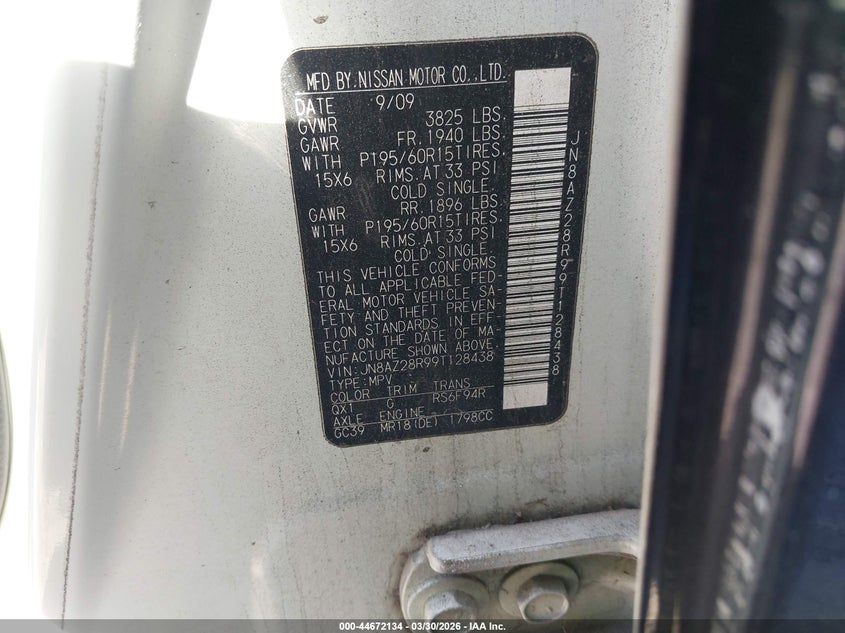 MFD BY.NISSAN MOTOR CO.,LTD.
DATE 9/09
GVWR 3825 LBS
GAWR FR.1940 LBS.
WITH P195/60R15TIRES.
15X6 RIMS.AT 33 PSI
COLD SINGLE.
GAWR RR.1896 LBS.
WITH P195/60R15TIRES.
15X6 RIMS.AT 33 PSI
COLD SINGLE.
THIS VEHICLE CONFORMS
TO ALL APPLICABLE FED-
ERAL MOTOR VEHICLE SA-
FETY AND THEFT PREVEN-
TION STANDARDS IN EFF-
ECT ON THE DATE OF MA-
NUFACTURE SHOWN ABOVE.
VIN:JN8AZ28R99T128438
TYPE:MPV
COLOR TRIM TRANS
QX1 G RS6F94R
AXLE ENGINE
GC39 MR18(DE) 1798CC
JN8AZ28R99T128438
000-44672134 - 03/30/2026 - IAA Inc.